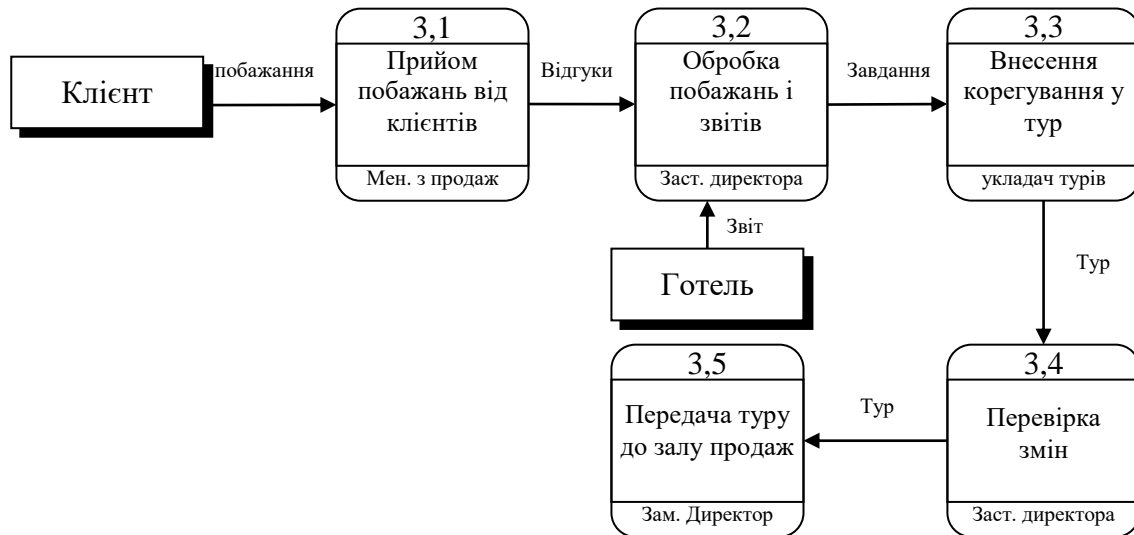 Клієнт
побажання
3,1
Прийом
побажань від
клієнтів
Мен. з продаж
Відгуки
3,2
Обробка
побажань і
звітів
Заст. директора
Завдання
3,3
Внесення
корегування у
тур
укладач турів
Звіт
Готель
Тур
3,4
Перевірка
змін
Заст. директора
Тур
3,5
Передача туру
до залу продаж
Зам. Директор